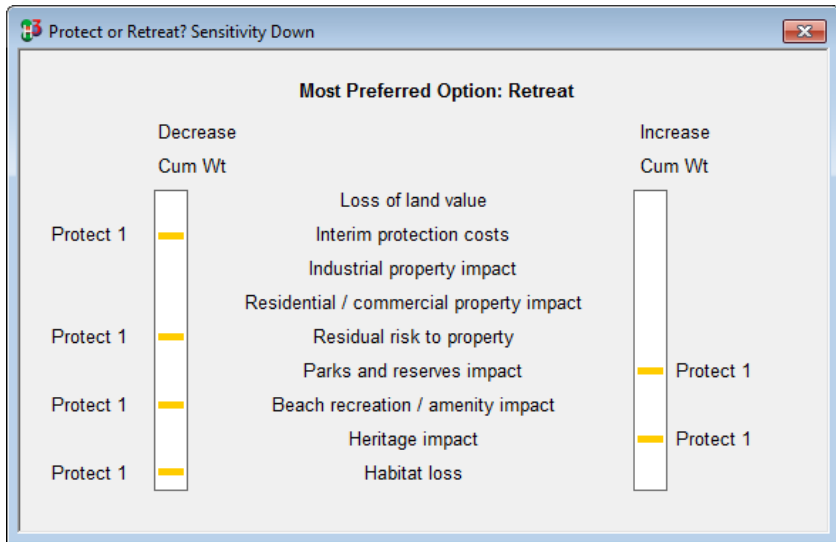 Protect or Retreat? Sensitivity Down
Most Preferred Option: Retreat
Decrease Increase
Cum Wt Cum Wt
Loss of land value
Protect 1 Interim protection costs
Industrial property impact
Residential / commercial property impact
Protect 1 Residual risk to property
Parks and reserves impact Protect 1
Protect 1 Beach recreation / amenity impact
Heritage impact Protect 1
Protect 1 Habitat loss